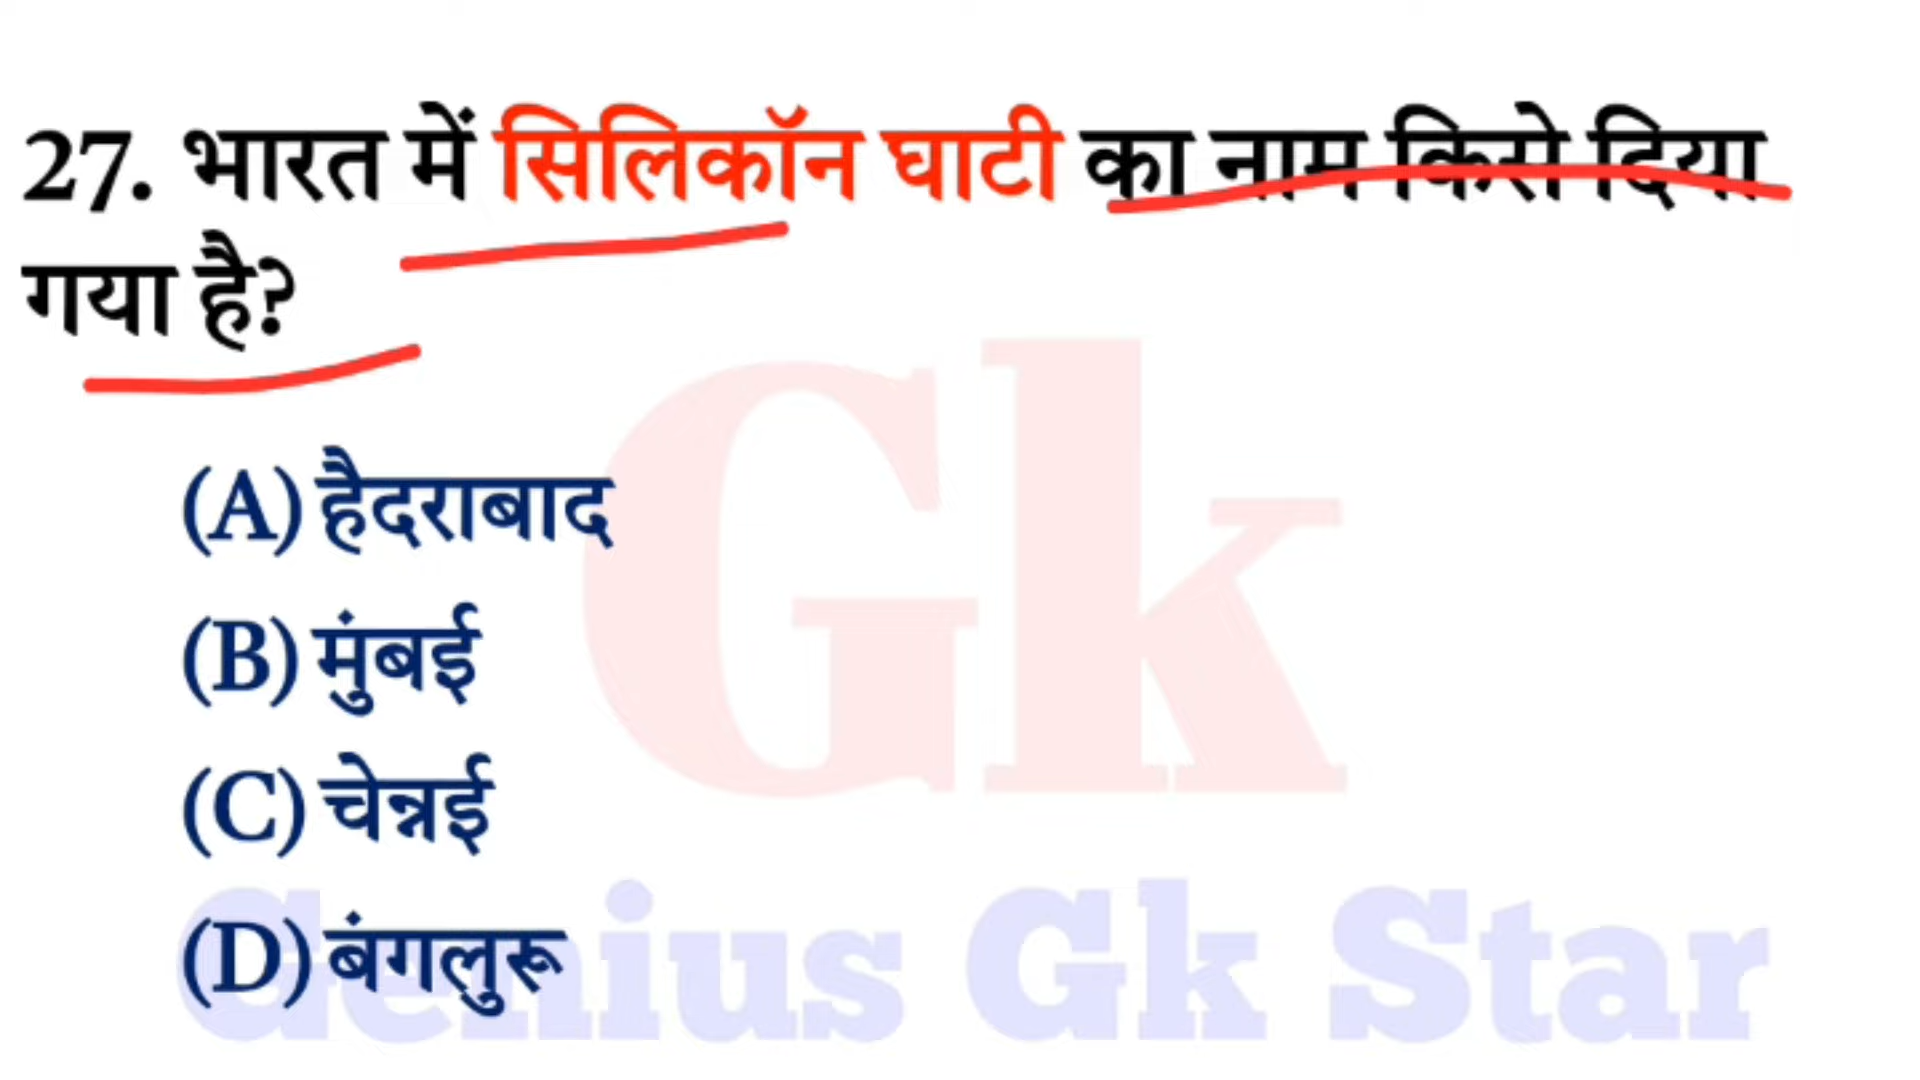 27. भारत में सिलिकॉन घाटी का नाम किसे दिया
गया है?
Gk
(A) हैदराबाद
(B) मुंबई
(C) चेन्नई
(D) बंगलुरू
Genius Gk Star